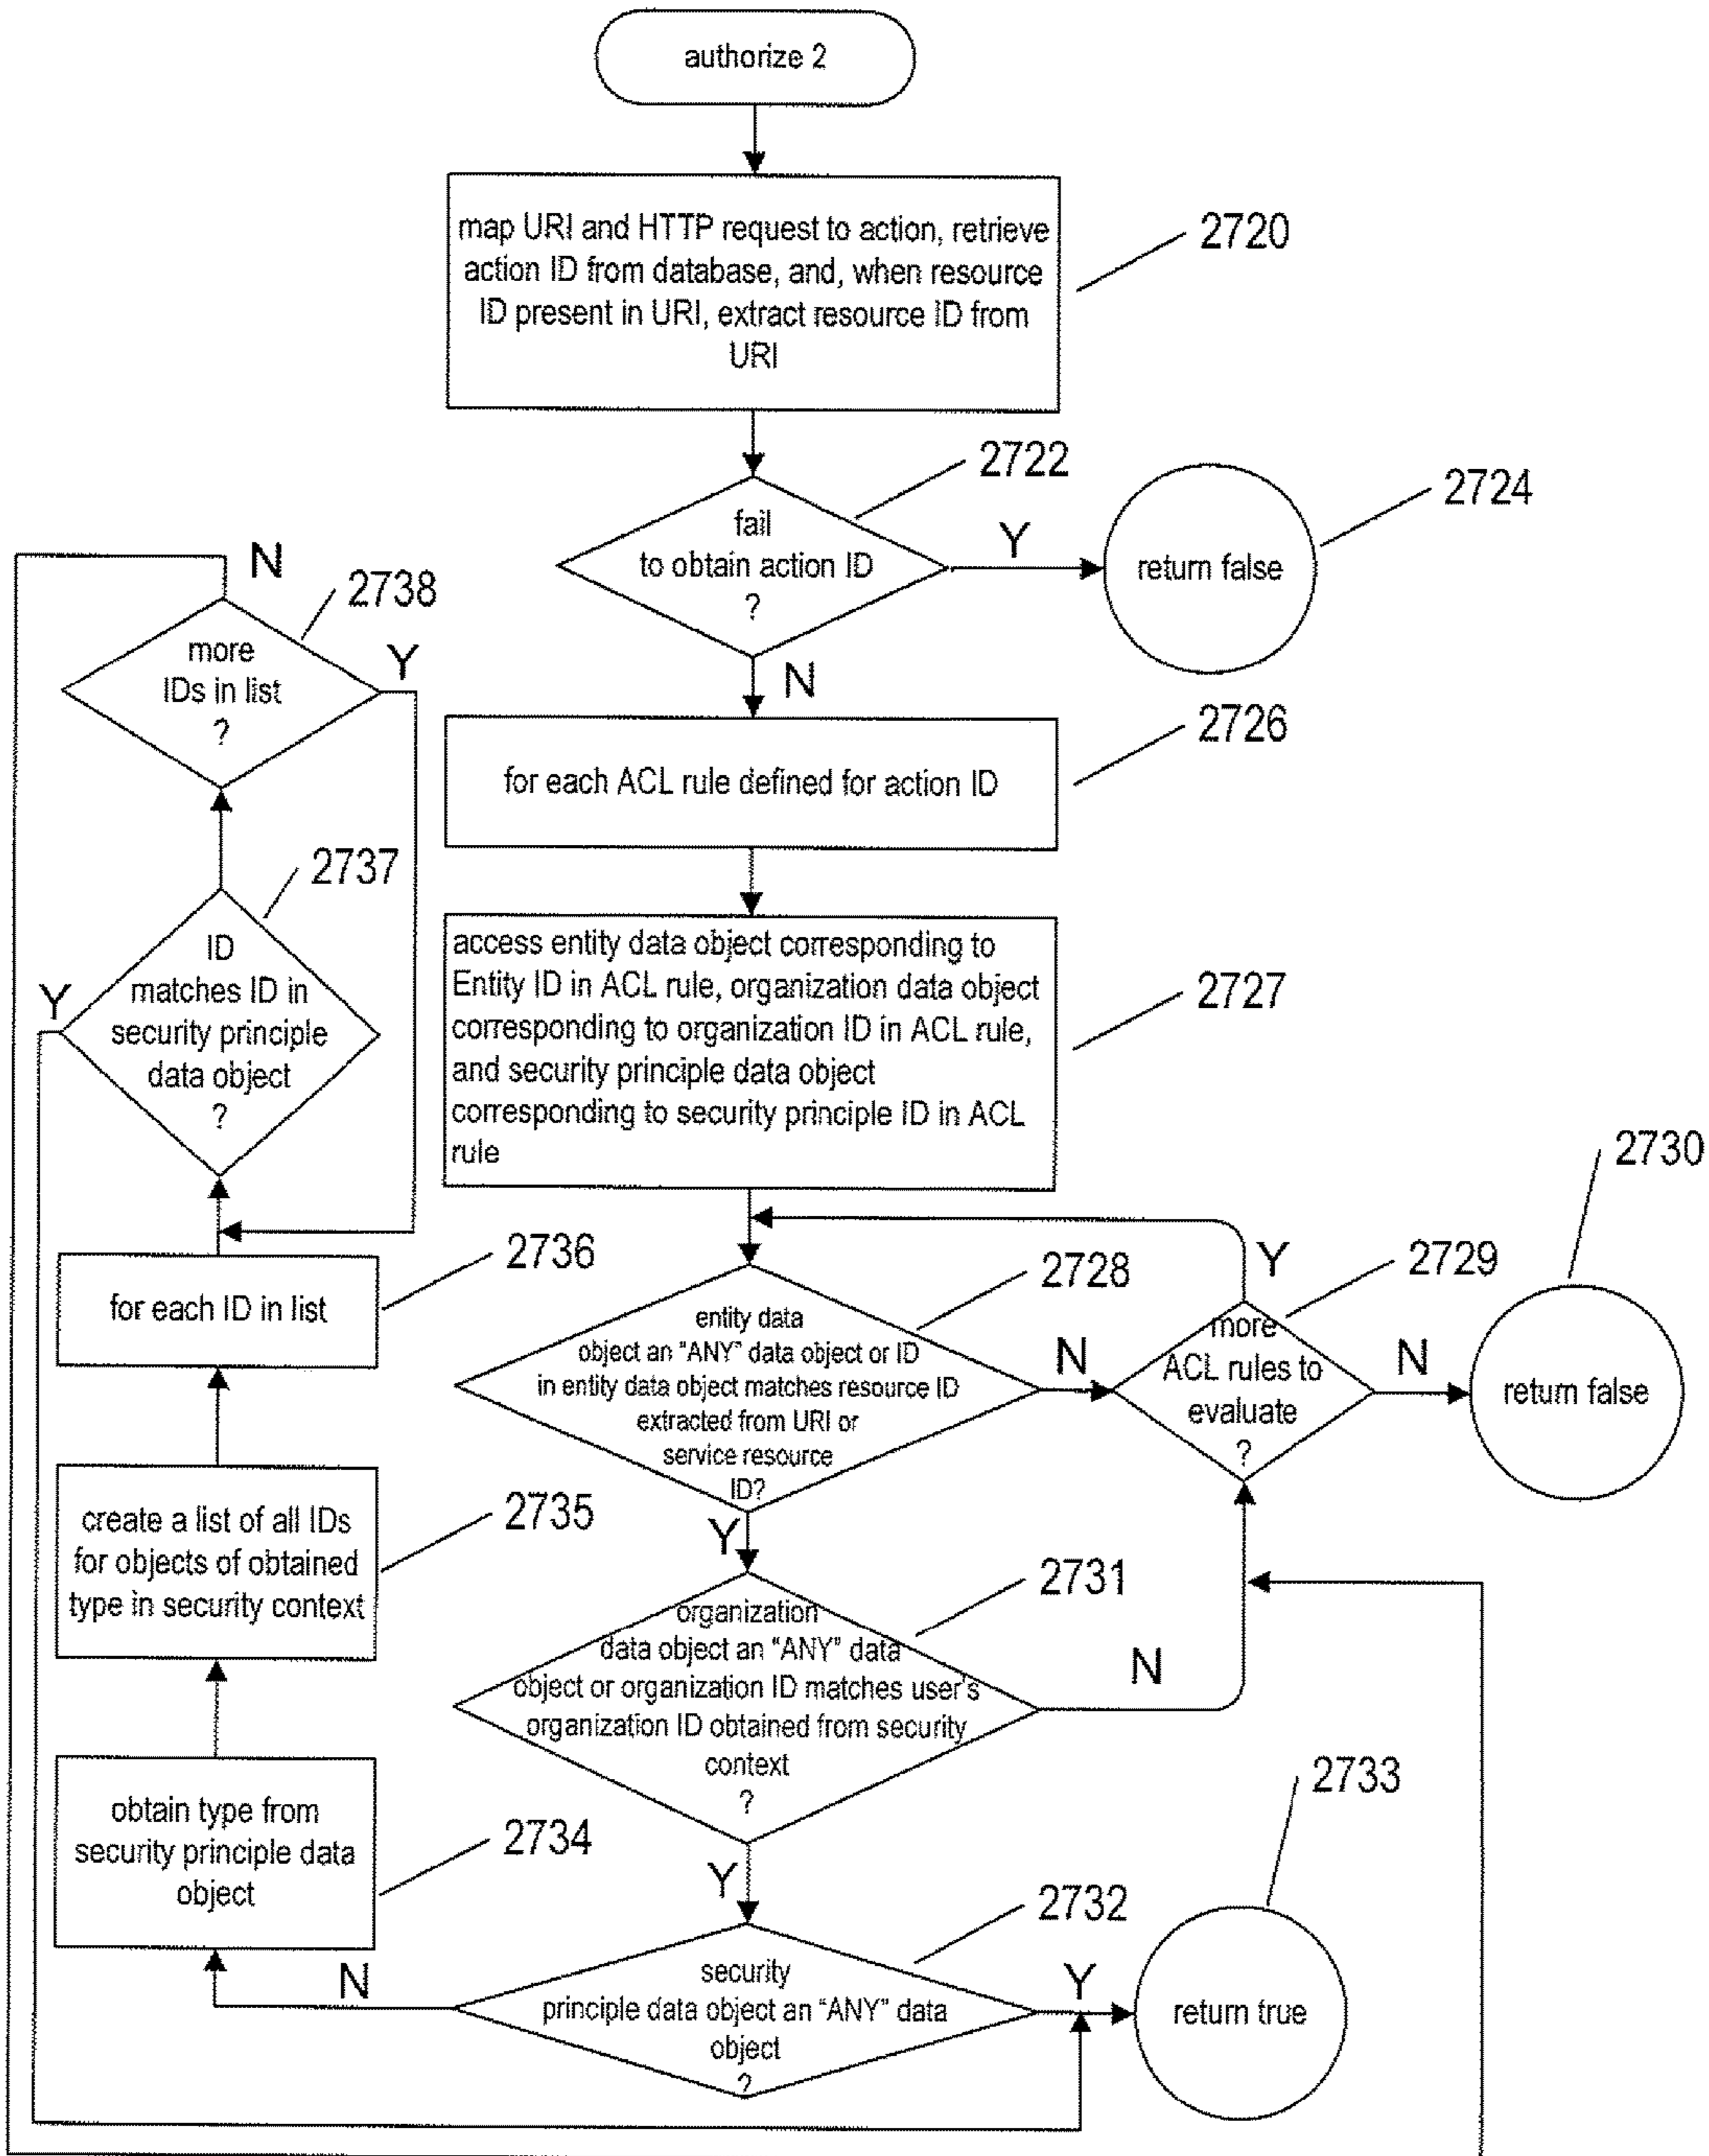 authorize 2
map URI and HTTP request to action, retrieve
action ID from database, and, when resource
ID present in URI, extract resource ID from
URI
2720
fail
to obtain action ID
?
2722
Y
return false
2724
N
for each ACL rule defined for action ID
2726
access entity data object corresponding to
Entity ID in ACL rule, organization data object
corresponding to organization ID in ACL rule,
and security principle data object
corresponding to security principle ID in ACL
rule
2727
entity data
object an "ANY" data object or ID
in entity data object matches resource ID
extracted from URI or
service resource
ID?
2728
N
Y
more
ACL rules to
evaluate
?
2729
Y
N
return false
2730
organization
data object an "ANY" data
object or organization ID matches user's
organization ID obtained from security
context
?
2731
N
Y
security
principle data object an "ANY" data
object
?
2732
Y
return true
2733
N
obtain type from
security principle data
object
2734
create a list of all IDs
for objects of obtained
type in security context
2735
for each ID in list
2736
ID
matches ID in
security principle
data object
?
2737
Y
more
IDs in list
?
2738
Y
N